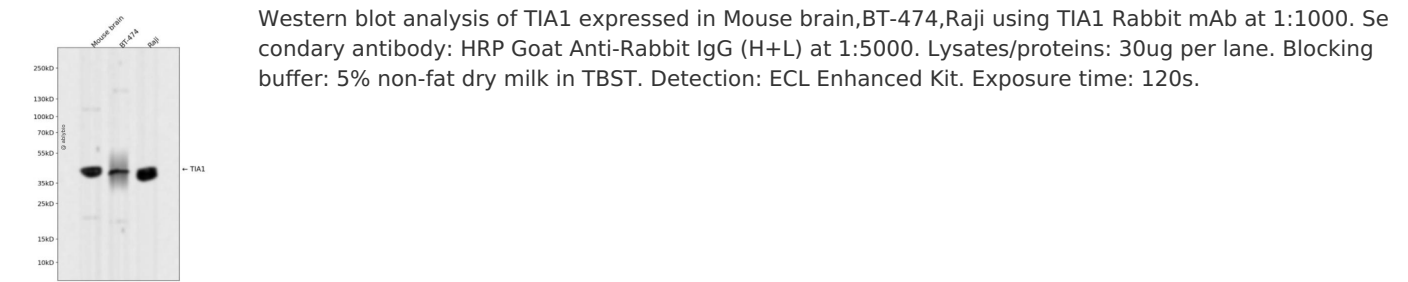 Mouse brain
BT-474
Raji
250kD
130kD
100kD
70kD
55kD
35kD
25kD
15kD
10kD
@ abiybio
← TIA1
Western blot analysis of TIA1 expressed in Mouse brain,BT-474,Raji using TIA1 Rabbit mAb at 1:1000. Se
condary antibody: HRP Goat Anti-Rabbit IgG (H+L) at 1:5000. Lysates/proteins: 30ug per lane. Blocking
buffer: 5% non-fat dry milk in TBST. Detection: ECL Enhanced Kit. Exposure time: 120s.